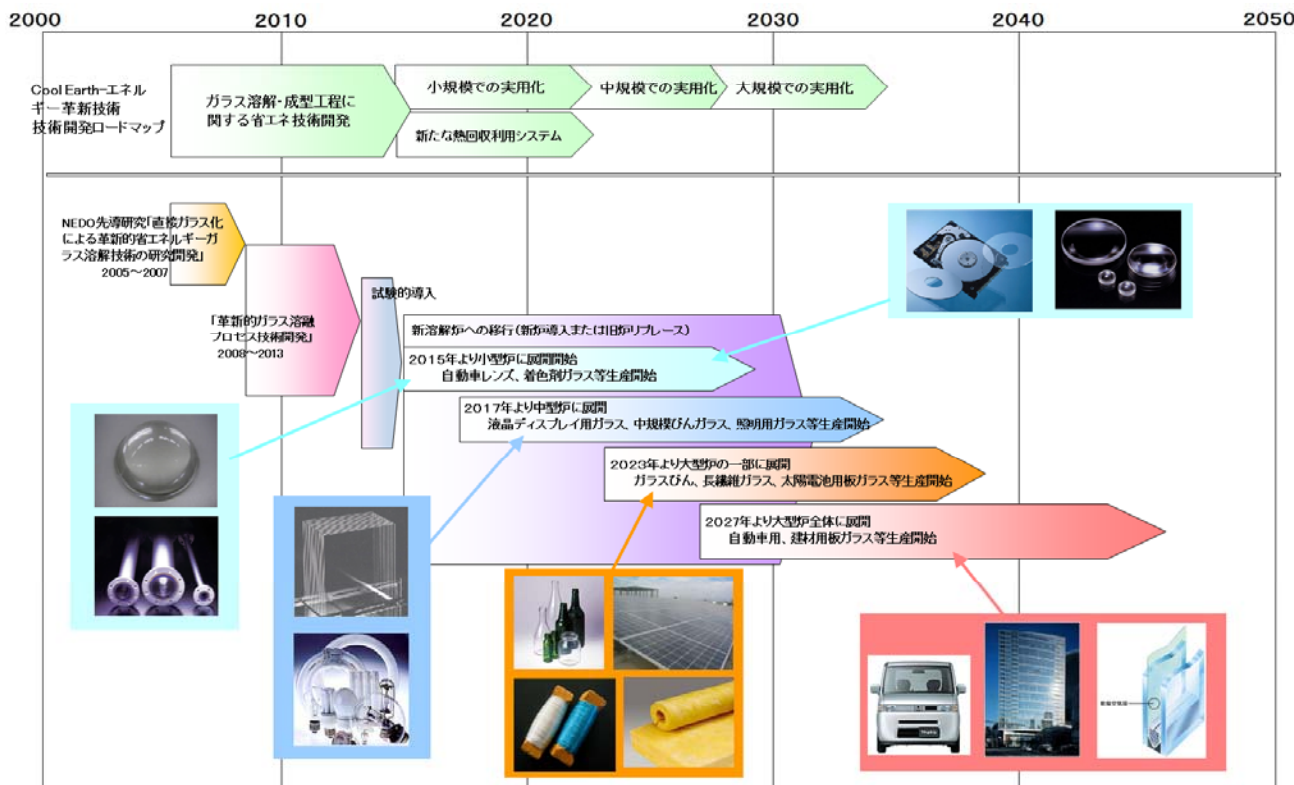 2000
2010
2020
2030
2040
2050
Cool Earth-エネル
ギー革新技術
技術開発ロードマップ
ガラス溶解・成型工程に
関する省エネ技術開発
小規模での実用化
中規模での実用化
大規模での実用化
新たな熱回収利用システム
NEDO先導研究「直接ガラス化
による革新的省エネルギーガ
ラス溶解技術の研究開発」
2005～2007
「革新的ガラス溶融
プロセス技術開発」
2008～2013
試験的導入
新溶解炉への移行(新炉導入または旧炉リプレース)
2015年より小型炉に展開開始
自動車レンズ、着色剤ガラス等生産開始
2017年より中型炉に展開
液晶ディスプレイ用ガラス、中規模びんガラス、照明用ガラス等生産開始
2023年より大型炉の一部に展開
ガラスびん、長繊維ガラス、太陽電池用板ガラス等生産開始
2027年より大型炉全体に展開
自動車用、建材用板ガラス等生産開始